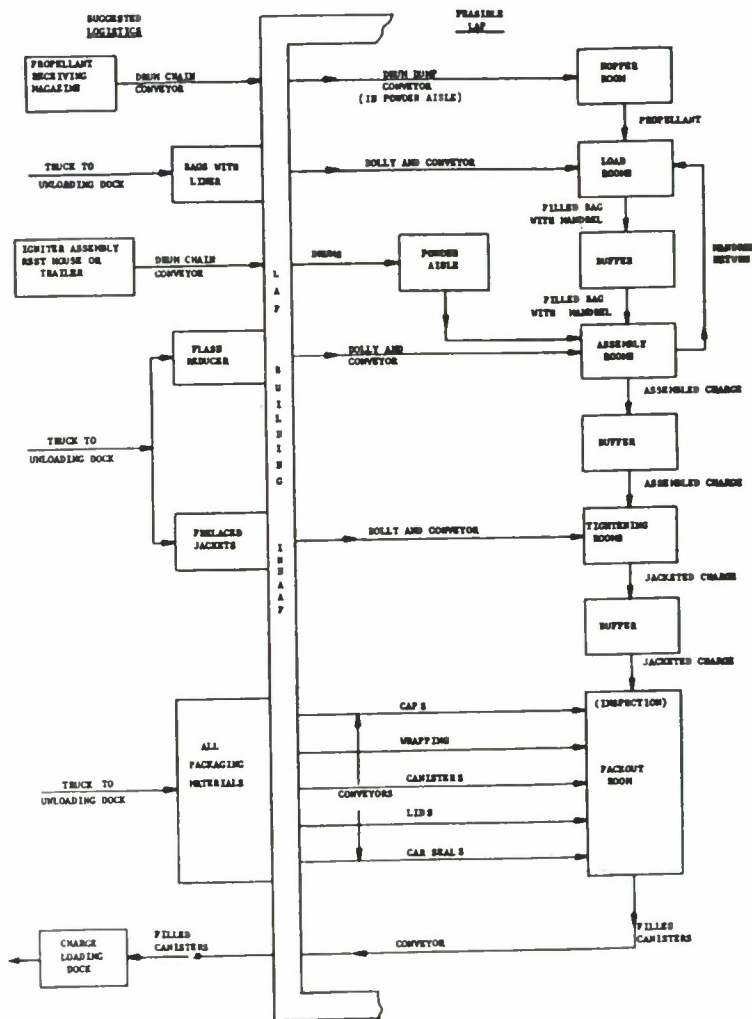 SUGGESTED
LOGISTICS
FEASIBLE
LAP
PROPELLANT
RECEIVING
MAGAZINE
DRUM CHAIN
CONVEYOR
DRUM DUMP
CONVEYOR
(IN POWDER AISLE)
HOPPER
ROOM
PROPELLANT
TRUCK TO
UNLOADING DOCK
BAGS WITH
LINER
DOLLY AND CONVEYOR
LOAD
ROOMS
FILLED BAG
WITH MANDREL
MANDREL
RETURN
IGNITER ASSEMBLY
REST HOUSE OR
TRAILER
DRUM CHAIN
CONVEYOR
DRUMS
POWDER
AISLE
BUFFER
FILLED BAG
WITH MANDREL
FLASH
REDUCER
DOLLY AND
CONVEYOR
ASSEMBLY
ROOMS
ASSEMBLED CHARGE
TRUCK TO
UNLOADING DOCK
BUFFER
ASSEMBLED CHARGE
PRELACED
JACKETS
DOLLY AND CONVEYOR
TIGHTENING
ROOMS
JACKETED CHARGE
BUFFER
JACKETED CHARGE
LAP BUILDING INDAAP
ALL
PACKAGING
MATERIALS
TRUCK TO
UNLOADING DOCK
CAPS
WRAPPING
CANISTERS
CONVEYORS
LIDS
CAR SEALS
(INSPECTION)
PACKOUT
ROOM
FILLED
CANISTERS
CONVEYOR
FILLED
CANISTERS
CHARGE
LOADING
DOCK